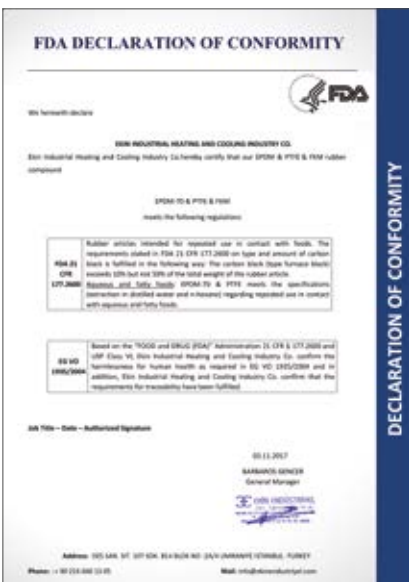 FDA DECLARATION OF CONFORMITY
FDA
We herewith declare
EKIN INDUSTRIAL HEATING AND COOLING INDUSTRY CO.
Ekin Industrial Heating and Cooling Industry Co.hereby certify that our EPDM & PTFE & FKM rubber
compound
EPDM-70 & PTFE & FKM
meets the following regulations
FDA 21
CFR
177.2600
Rubber articles intended for repeated use in contact with foods. The
requirements stated in FDA 21 CFR 177.2600 on type and amount of carbon
black is fulfilled in the following way: The carbon black (type furnace black)
exceeds 10% but not 50% of the total weight of the rubber article.
Aqueous and fatty foods: EPDM-70 & PTFE meets the specifications
(extraction in distilled water and n-hexane) regarding repeated use in contact
with aqueous and fatty foods.
EG VO
1935/2004
Based on the "FOOD and DRUG (FDA)" Administration 21 CFR § 177.2600 and
USP Class VI, Ekin Industrial Heating and Cooling Industry Co. confirm the
harmlessness for human health as required in EG VO 1935/2004 and in
addition, Ekin Industrial Heating and Cooling Industry Co. confirm that the
requirements for traceability have been fulfilled.
Job Title – Date – Authorized Signature
03.11.2017
BARBAROS GENCER
General Manager
EKIN ENDÜSTRİYEL
Address: DES SAN. SİT.
ÜMRANİYE İSTANBUL - TURKEY
Phone:
Mail: info@ekinendustriyel.com
DECLARATION OF CONFORMITY